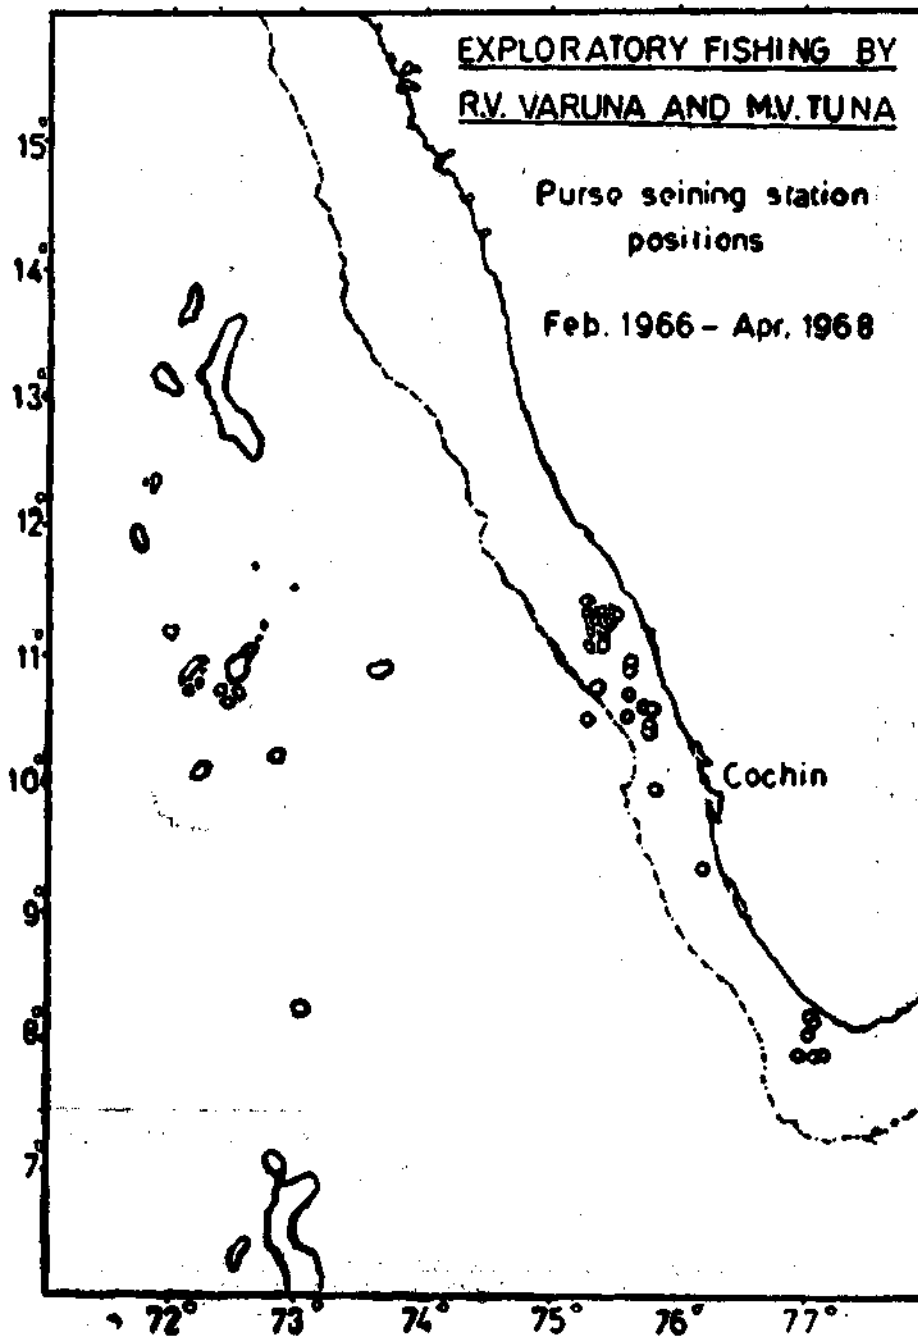 EXPLORATORY FISHING BY
R.V. VARUNA AND M.V. TUNA
Purse seining station
positions
Feb. 1966 – Apr. 1968
15°
14°
13°
12°
11°
10°
Cochin
9°
8°
7°
72° 73° 74° 75° 76° 77°